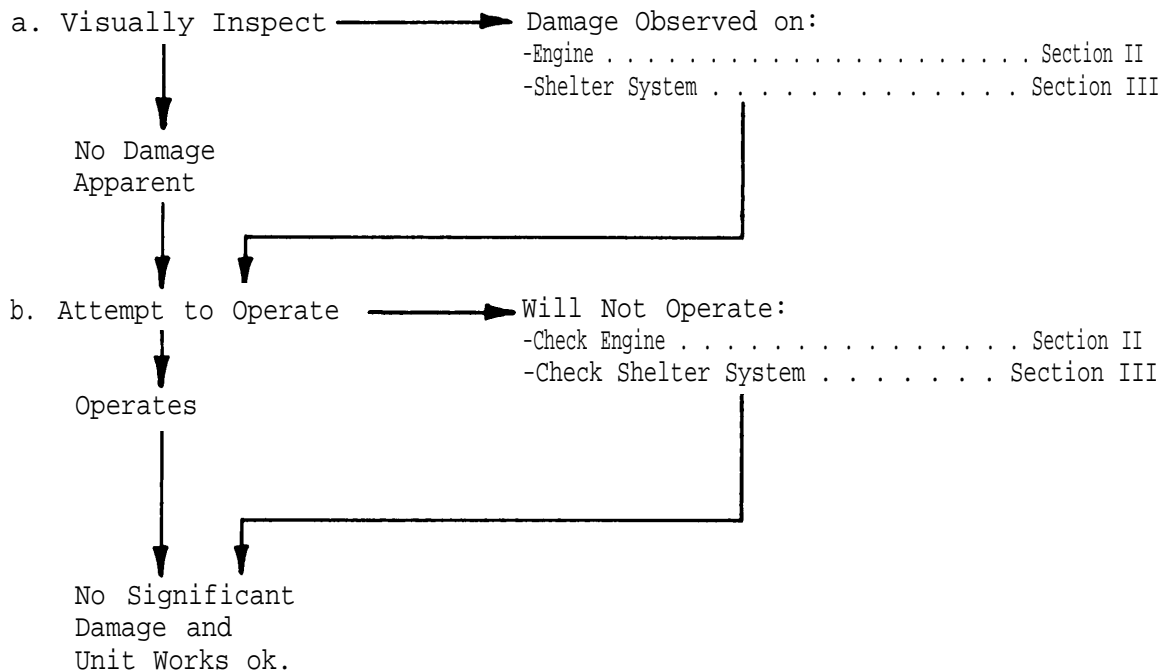 a. Visually Inspect
Damage Observed on:
-Engine . . . . . . . . . . . . . . . . . . . . . . Section II
-Shelter System . . . . . . . . . . . . . . Section III
No Damage
Apparent
b. Attempt to Operate
Will Not Operate:
-Check Engine . . . . . . . . . . . . . . . . Section II
-Check Shelter System . . . . . . . Section III
Operates
No Significant
Damage and
Unit Works ok.